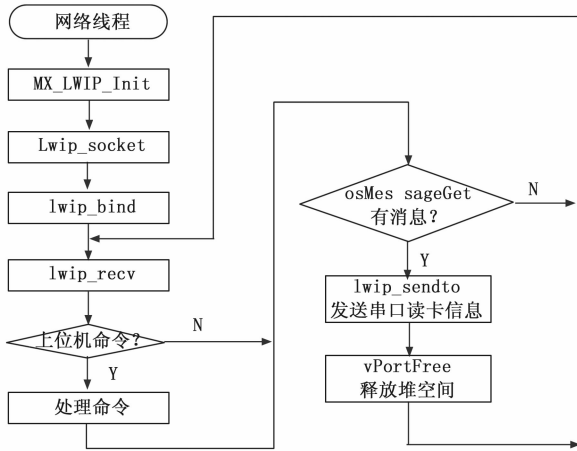 网络线程
MX_LWIP_Init
Lwip_socket
lwip_bind
lwip_recv
上位机命令?
N
Y
处理命令
osMes sageGet
有消息?
N
Y
lwip_sendto
发送串口读卡信息
vPortFree
释放堆空间